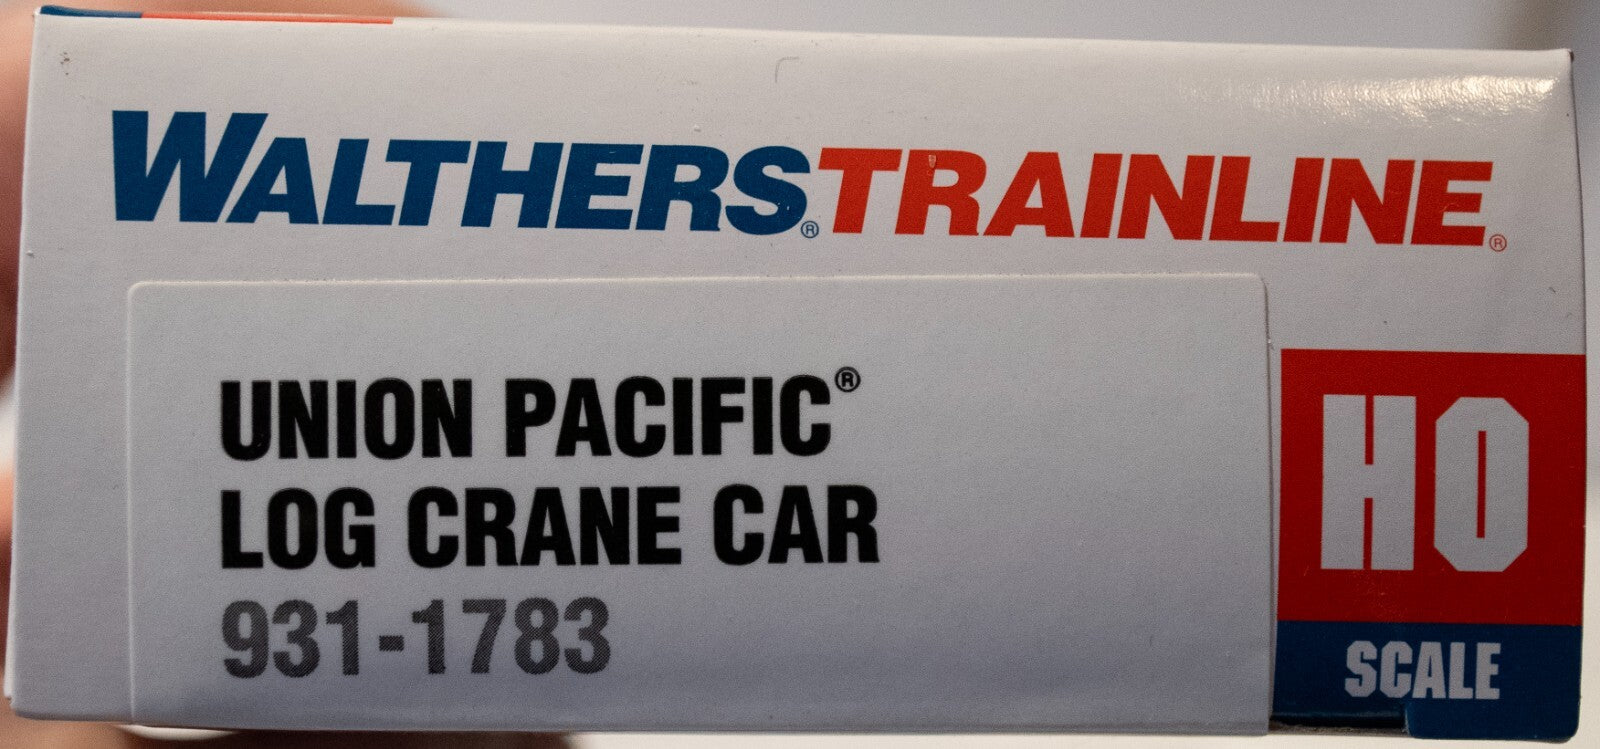 WALTHERS®TRAINLINE®
UNION PACIFIC®
LOG CRANE CAR
931-1783
HO
SCALE